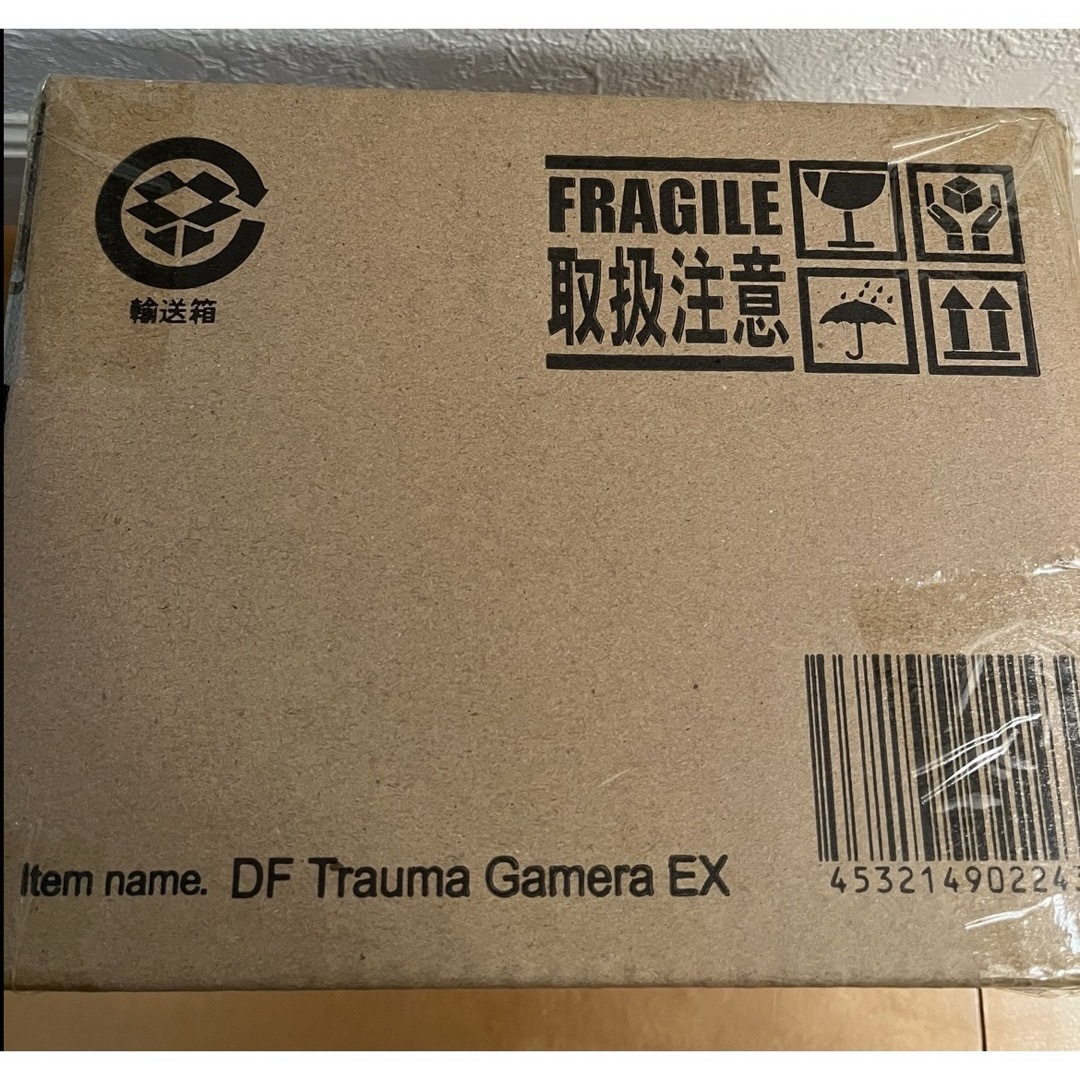 輸送箱
FRAGILE
取扱注意
Item name. DF Trauma Gamera EX
453214902243